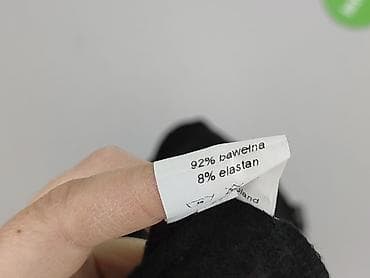 92% bawełna
8% elastan